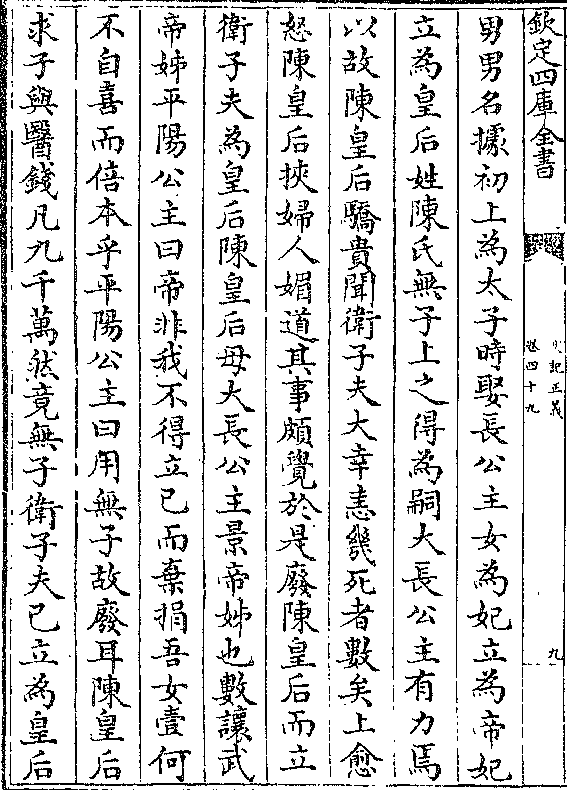 欽定四庫全書
史記正義
卷四十九
九
男男名據初上為太子時娶長公主女為妃立為帝妃
立為皇后姓陳氏無子上之得為嗣大長公主有力焉
以故陳皇后驕貴聞衛子夫大幸恚幾死者數矣上愈
怒陳皇后挾婦人媚道其事頗覺於是廢陳皇后而立
衛子夫為皇后陳皇后母大長公主景帝姊也數讓武
帝姊平陽公主曰帝非我不得立已而棄捐吾女壹何
不自喜而倍本乎平陽公主曰用無子故廢耳陳皇后
求子與醫錢凡九千萬然竟無子衛子夫已立為皇后